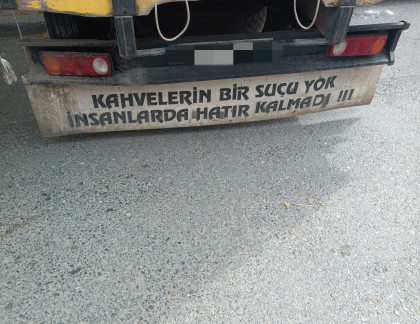 KAHVELERİN BİR SUÇU YOK
İNSANLARDA HATIR KALMADI !!!